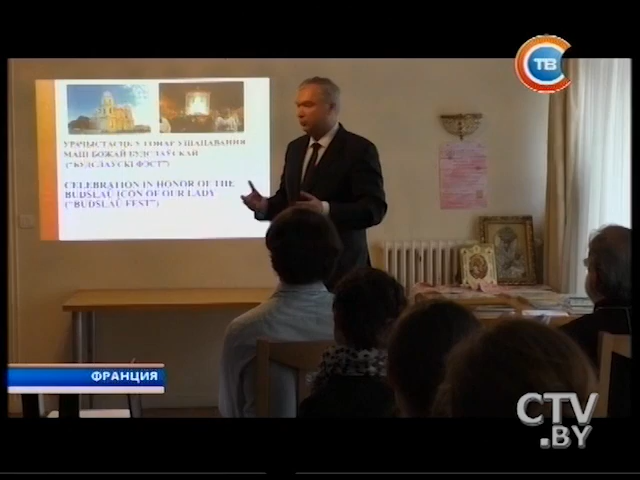 СТВ
УРАЧЫСТАСЦЬ У ГОНАР УШАНАВАННЯ
МАЦІ БОЖАЙ БУДСЛАЎСКАЙ
("БУДСЛАЎСКІ ФЭСТ")
CELEBRATION IN HONOR OF THE
BUDSLAŬ ICON OF OUR LADY
("BUDSLAŬ FEST")
ФРАНЦИЯ
CTV
.BY